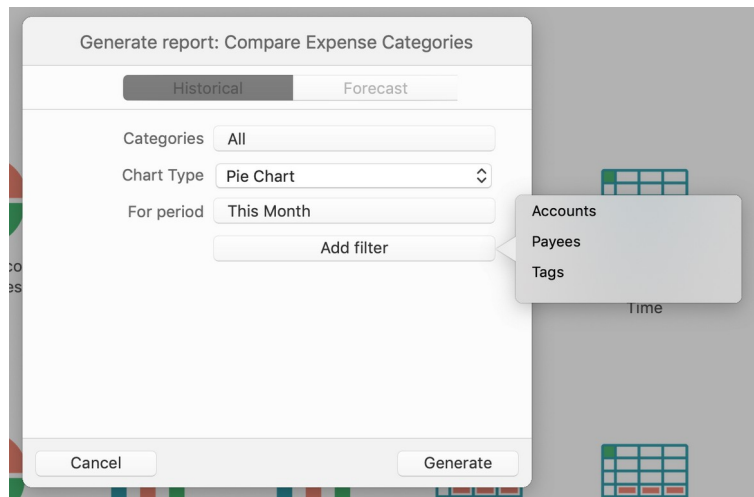 Generate report: Compare Expense Categories
Historical
Forecast
Categories
All
Chart Type
Pie Chart
For period
This Month
Add filter
Accounts
Payees
Tags
Time
Cancel
Generate